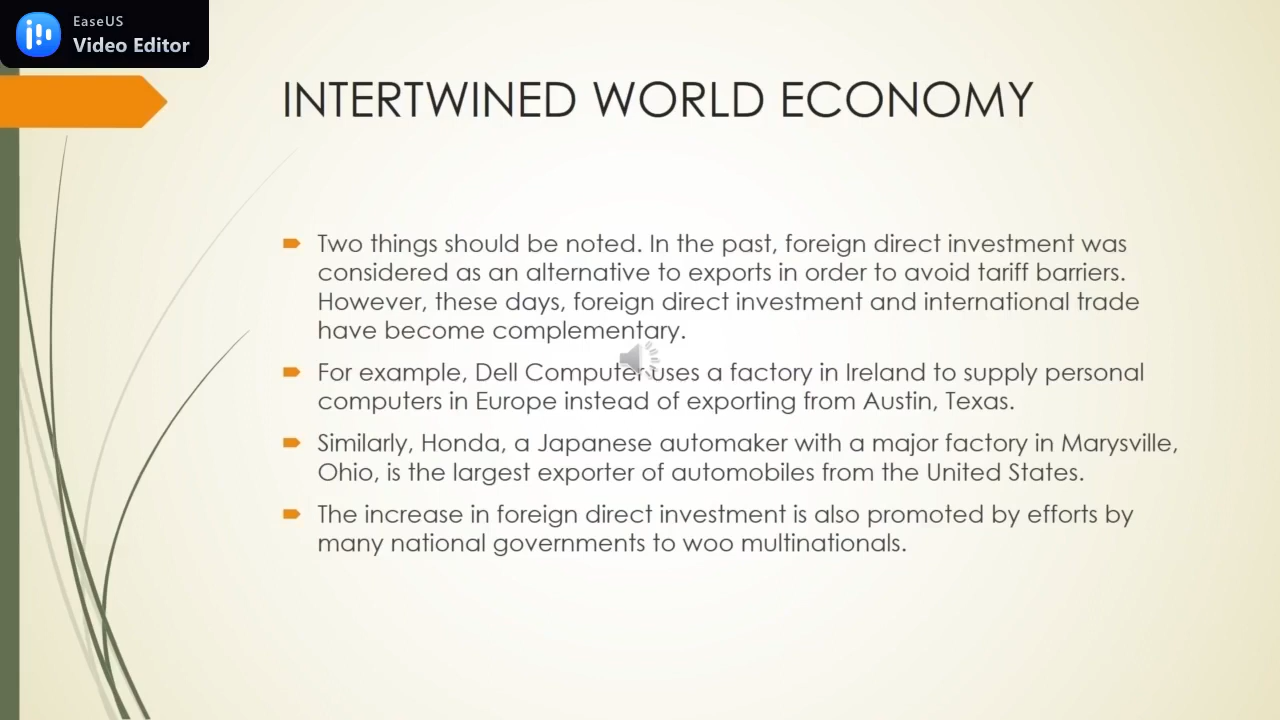 EaseUS
Video Editor
INTERTWINED WORLD ECONOMY
Two things should be noted. In the past, foreign direct investment was
considered as an alternative to exports in order to avoid tariff barriers.
However, these days, foreign direct investment and international trade
have become complementary.
For example, Dell Computer uses a factory in Ireland to supply personal
computers in Europe instead of exporting from Austin, Texas.
Similarly, Honda, a Japanese automaker with a major factory in Marysville,
Ohio, is the largest exporter of automobiles from the United States.
The increase in foreign direct investment is also promoted by efforts by
many national governments to woo multinationals.